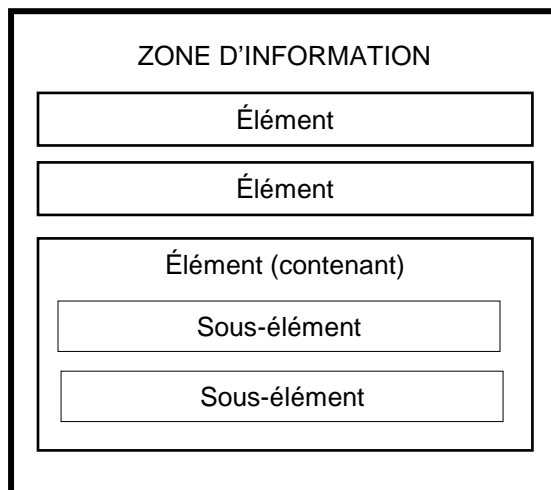 ZONE D’INFORMATION
Élément
Élément
Élément (contenant)
Sous-élément
Sous-élément